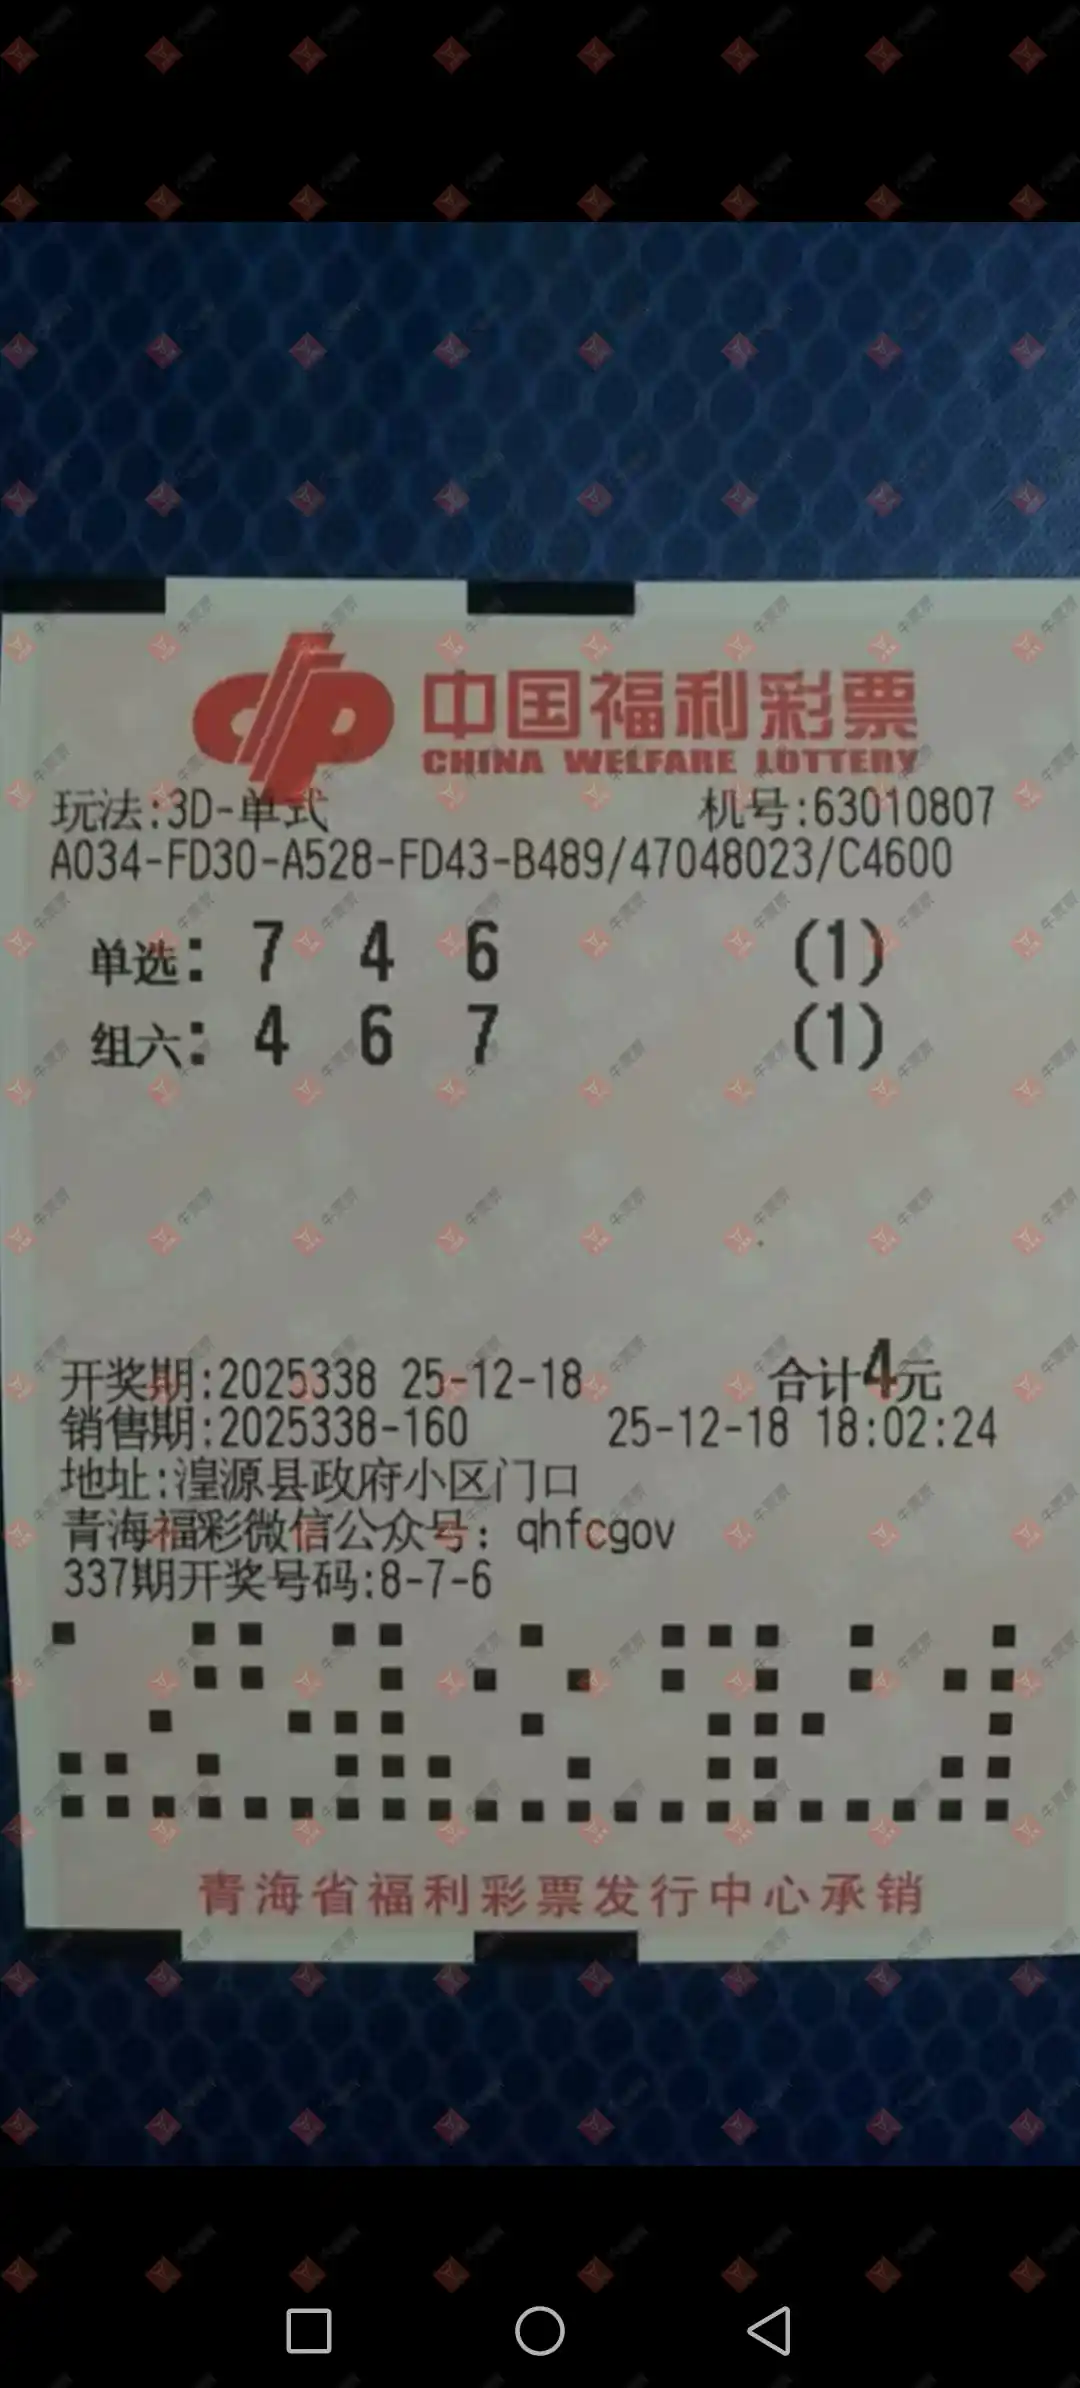 中国福利彩票
CHINA WELFARE LOTTERY
玩法:3D-单式 机号:63010807
A034-FD30-A528-FD43-B489/47048023/C4600
单选: 7 4 6 (1)
组六: 4 6 7 (1)
开奖期:2025338 25-12-18 合计4元
销售期:2025338-160 25-12-18 18:02:24
地址:湟源县政府小区门口
青海福彩微信公众号: qhfcgov
337期开奖号码:8-7-6
青海省福利彩票发行中心承销